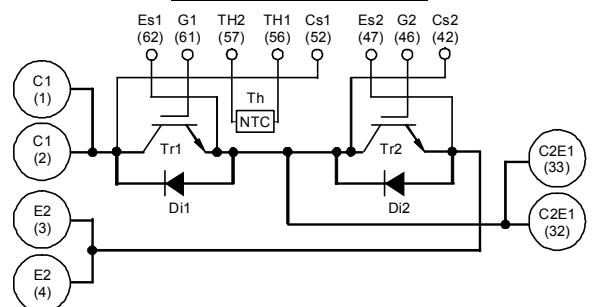 Es1 G1 TH2 TH1 Cs1 Es2 G2 Cs2
(62) (61) (57) (56) (52) (47) (46) (42)
C1
(1)
Th
NTC
C1
(2)
Tr1
Tr2
C2E1
(33)
Di1
Di2
E2
(3)
C2E1
(32)
E2
(4)